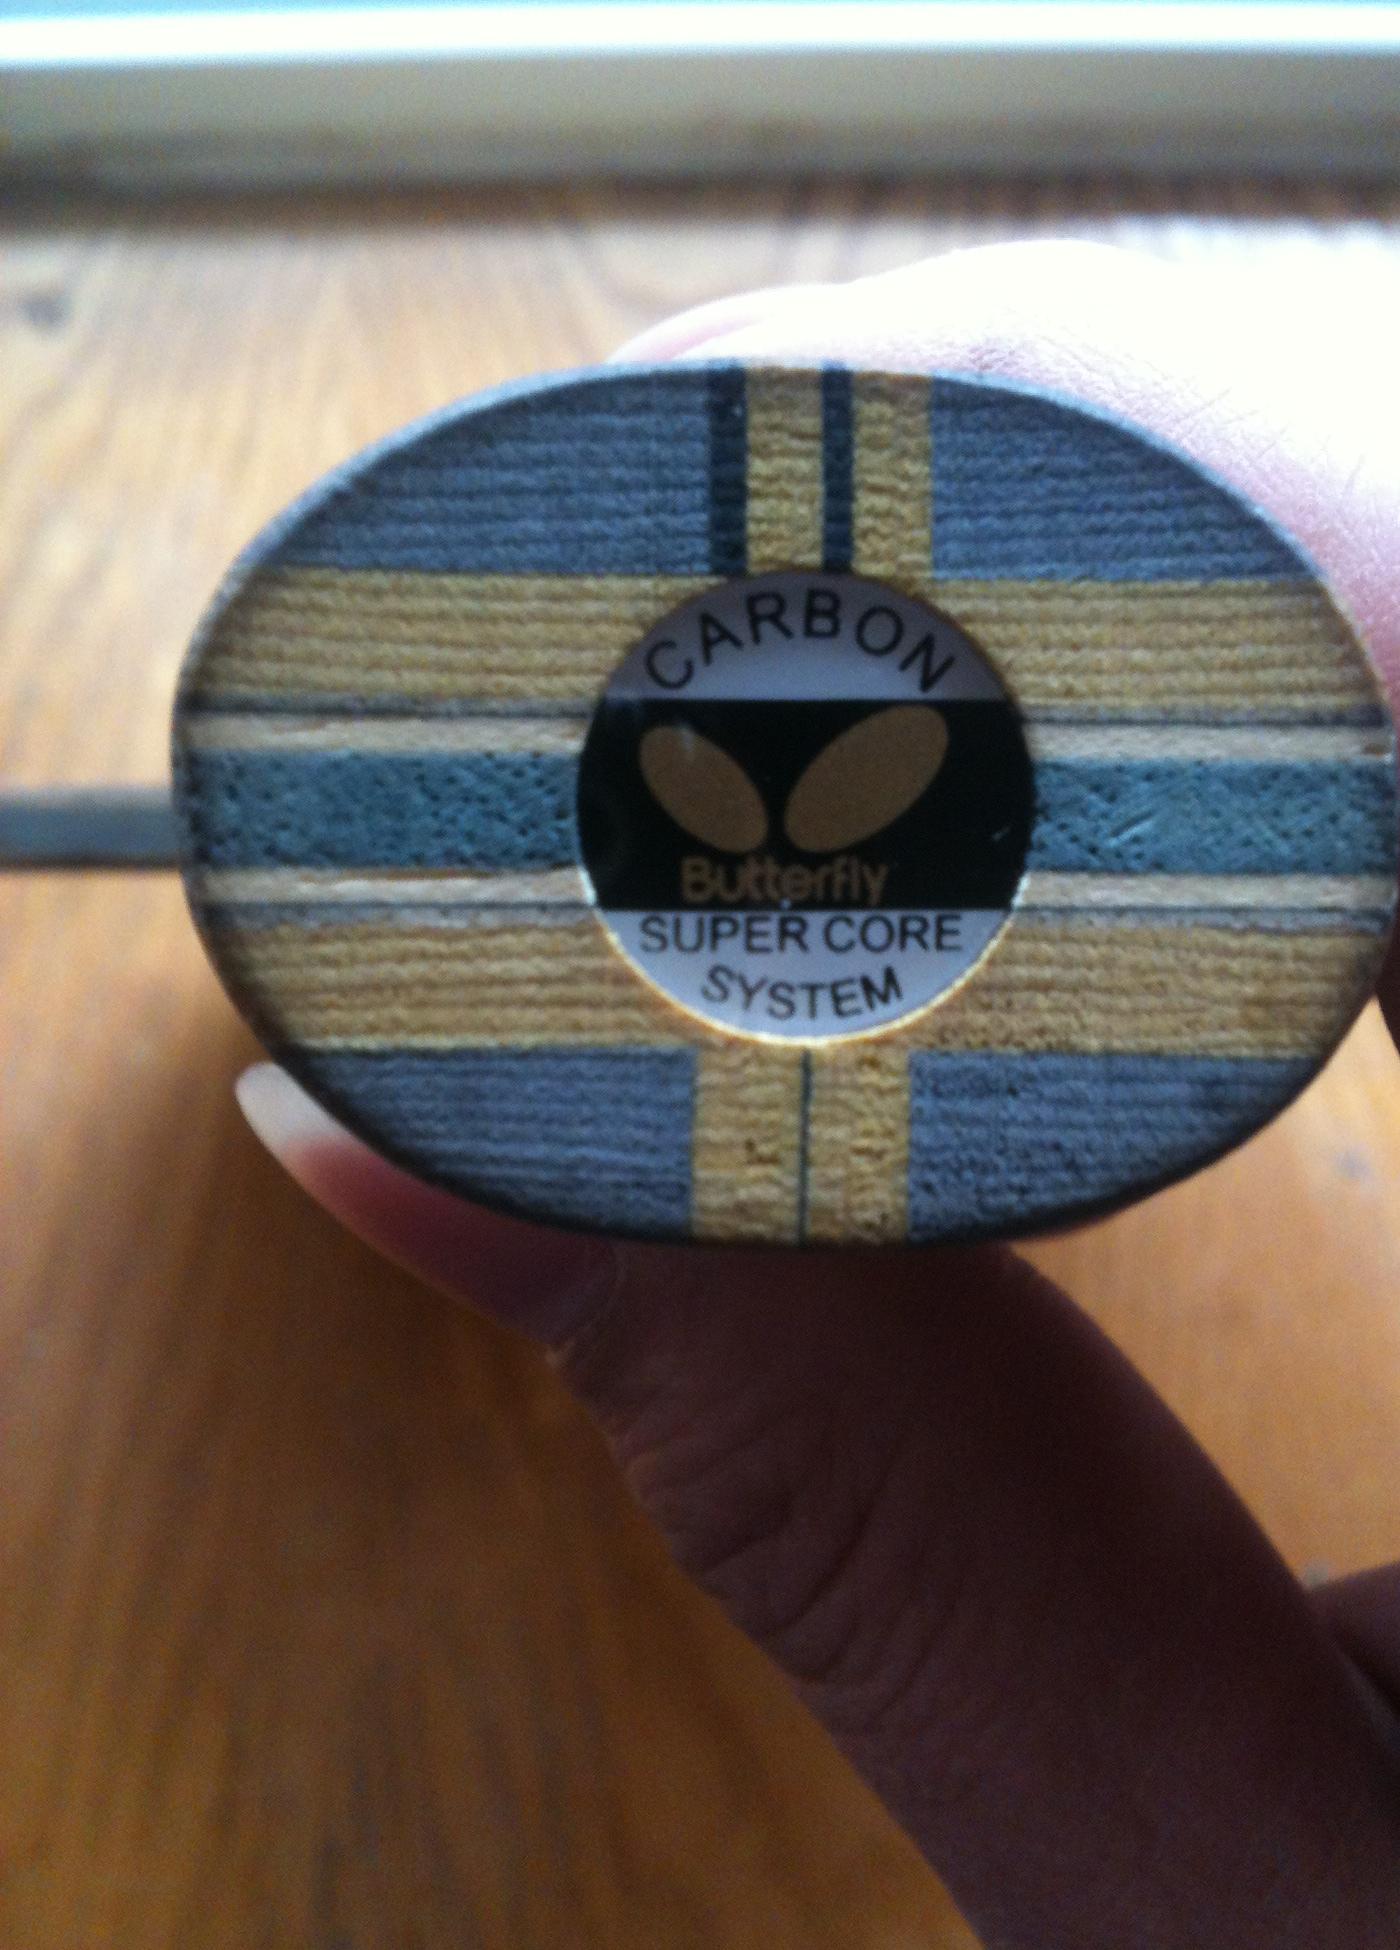 CARBON
Butterfly
SUPER CORE
SYSTEM